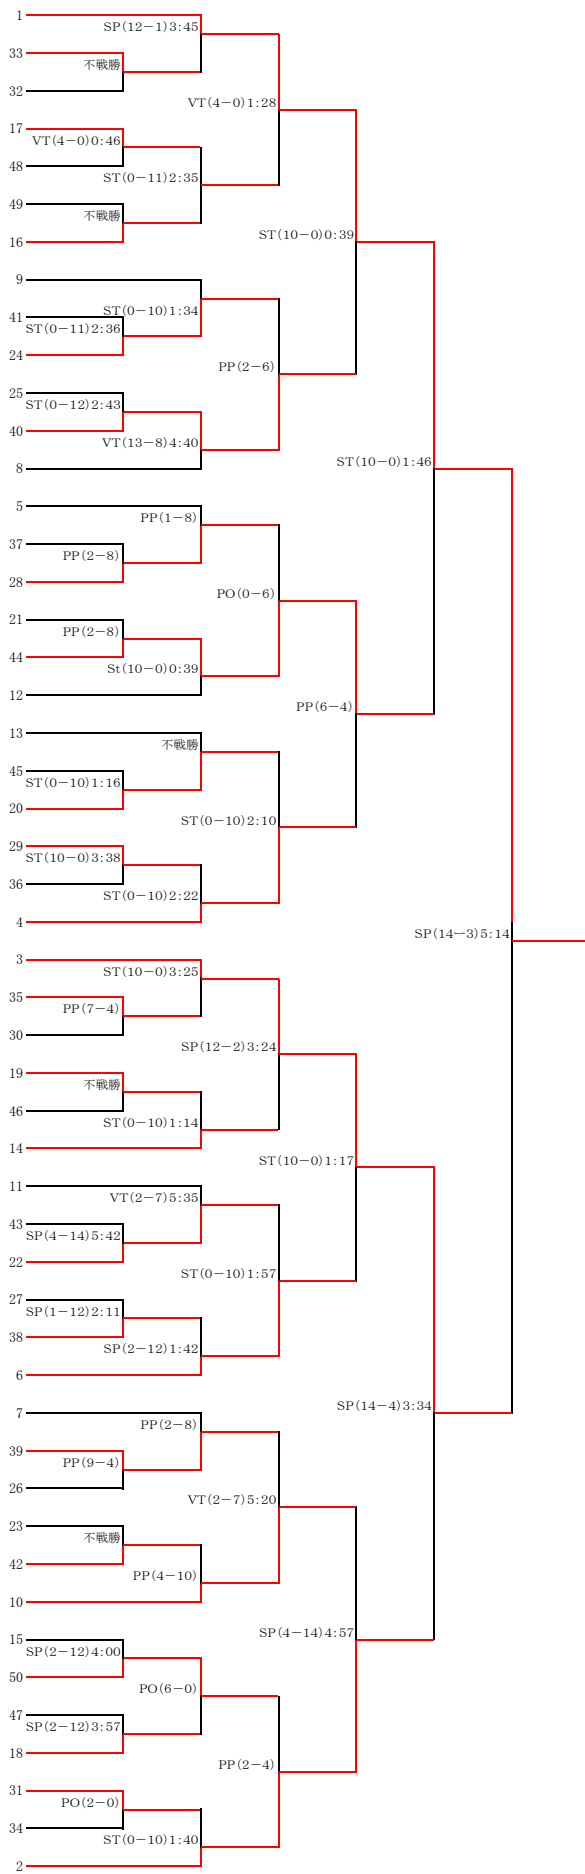 1
SP(12-1)3:45
33
不戦勝
32
VT(4-0)1:28
17
VT(4-0)0:46
48
ST(0-11)2:35
49
不戦勝
16
ST(10-0)0:39
9
ST(0-10)1:34
41
ST(0-11)2:36
24
PP(2-6)
25
ST(0-12)2:43
40
VT(13-8)4:40
8
ST(10-0)1:46
5
PP(1-8)
37
PP(2-8)
28
PO(0-6)
21
PP(2-8)
44
St(10-0)0:39
12
PP(6-4)
13
不戦勝
45
ST(0-10)1:16
20
ST(0-10)2:10
29
ST(10-0)3:38
36
ST(0-10)2:22
4
SP(14-3)5:14
3
ST(10-0)3:25
35
PP(7-4)
30
SP(12-2)3:24
19
不戦勝
46
ST(0-10)1:14
14
ST(10-0)1:17
11
VT(2-7)5:35
43
SP(4-14)5:42
22
ST(0-10)1:57
27
SP(1-12)2:11
38
SP(2-12)1:42
6
SP(14-4)3:34
7
PP(2-8)
39
PP(9-4)
26
VT(2-7)5:20
23
不戦勝
42
PP(4-10)
10
SP(4-14)4:57
15
SP(2-12)4:00
50
PO(6-0)
47
SP(2-12)3:57
18
PP(2-4)
31
PO(2-0)
34
ST(0-10)1:40
2